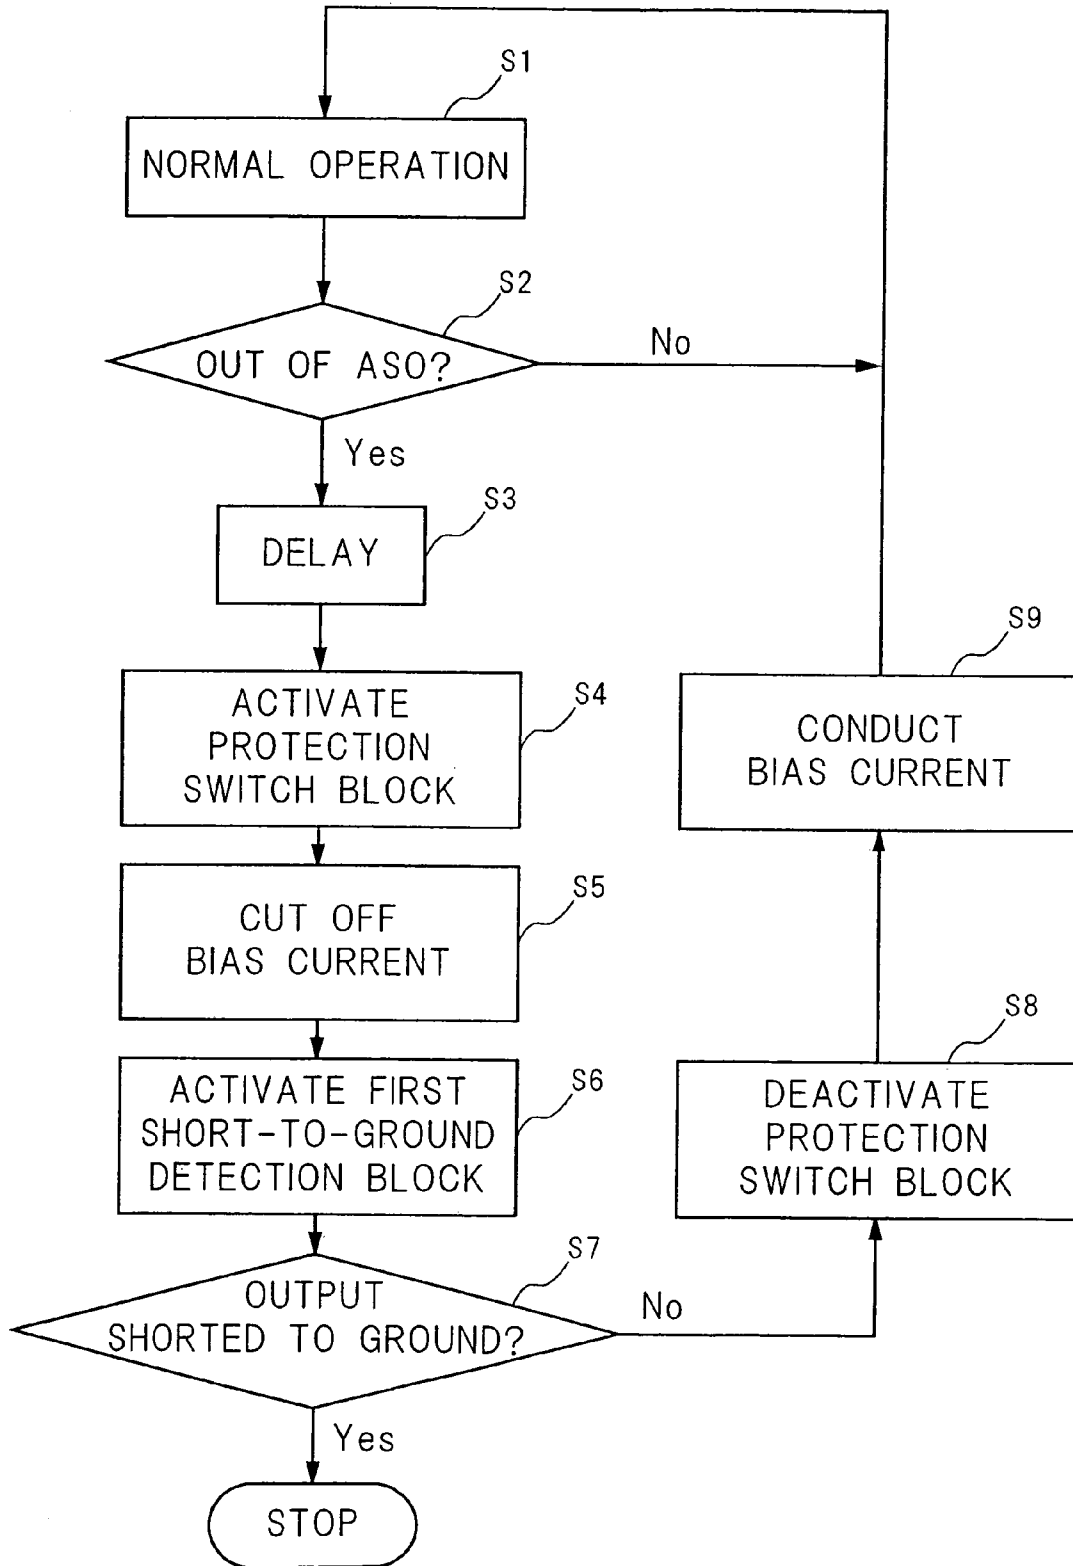 S1
NORMAL OPERATION
S2
OUT OF ASO?
No
Yes
S3
DELAY
S4
ACTIVATE
PROTECTION
SWITCH BLOCK
S9
CONDUCT
BIAS CURRENT
S5
CUT OFF
BIAS CURRENT
S6
ACTIVATE FIRST
SHORT-TO-GROUND
DETECTION BLOCK
S8
DEACTIVATE
PROTECTION
SWITCH BLOCK
S7
OUTPUT
SHORTED TO GROUND?
No
Yes
STOP